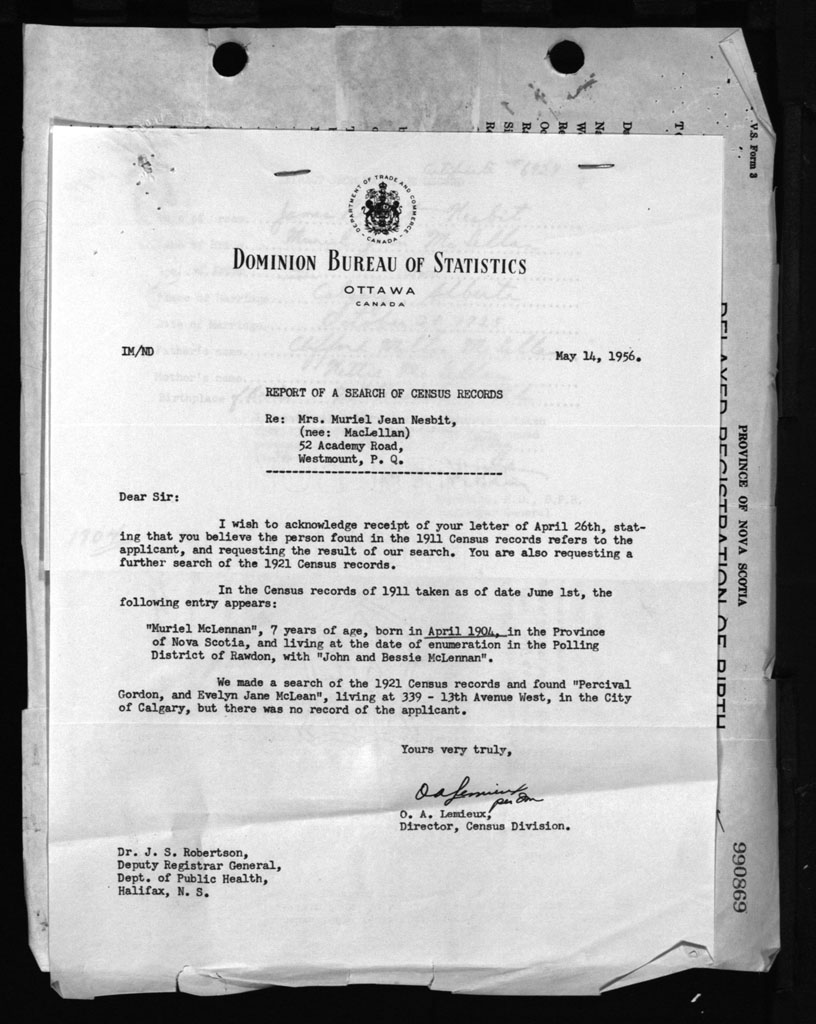 V.S. Form 3
DEPARTMENT OF TRADE AND COMMERCE
CANADA
DOMINION BUREAU OF STATISTICS
OTTAWA
CANADA
IM/ND
May 14, 1956.
REPORT OF A SEARCH OF CENSUS RECORDS
Re: Mrs. Muriel Jean Nesbit,
(nee: MacLellan)
52 Academy Road,
Westmount, P. Q.
Dear Sir:
I wish to acknowledge receipt of your letter of April 26th, stat-
ing that you believe the person found in the 1911 Census records refers to the
applicant, and requesting the result of our search. You are also requesting a
further search of the 1921 Census records.
In the Census records of 1911 taken as of date June 1st, the
following entry appears:
"Muriel McLennan", 7 years of age, born in April 1904, in the Province
of Nova Scotia, and living at the date of enumeration in the Polling
District of Rawdon, with "John and Bessie McLennan".
We made a search of the 1921 Census records and found "Percival
Gordon, and Evelyn Jane McLean", living at 339 - 13th Avenue West, in the City
of Calgary, but there was no record of the applicant.
Yours very truly,
O A Lemieux
per
O. A. Lemieux,
Director, Census Division.
Dr. J. S. Robertson,
Deputy Registrar General,
Dept. of Public Health,
Halifax, N. S.
PROVINCE OF NOVA SCOTIA
DELAYED REGISTRATION OF BIRTH
990869